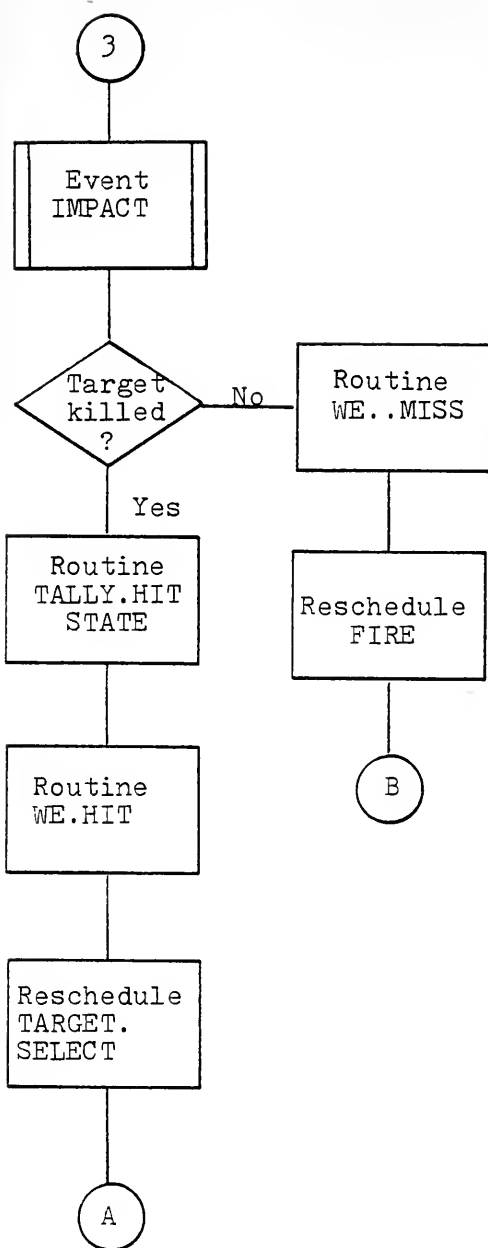 3
Event
IMPACT
Target
killed
?
No
Routine
WE..MISS
Yes
Routine
TALLY.HIT
STATE
Reschedule
FIRE
Routine
WE.HIT
B
Reschedule
TARGET.
SELECT
A